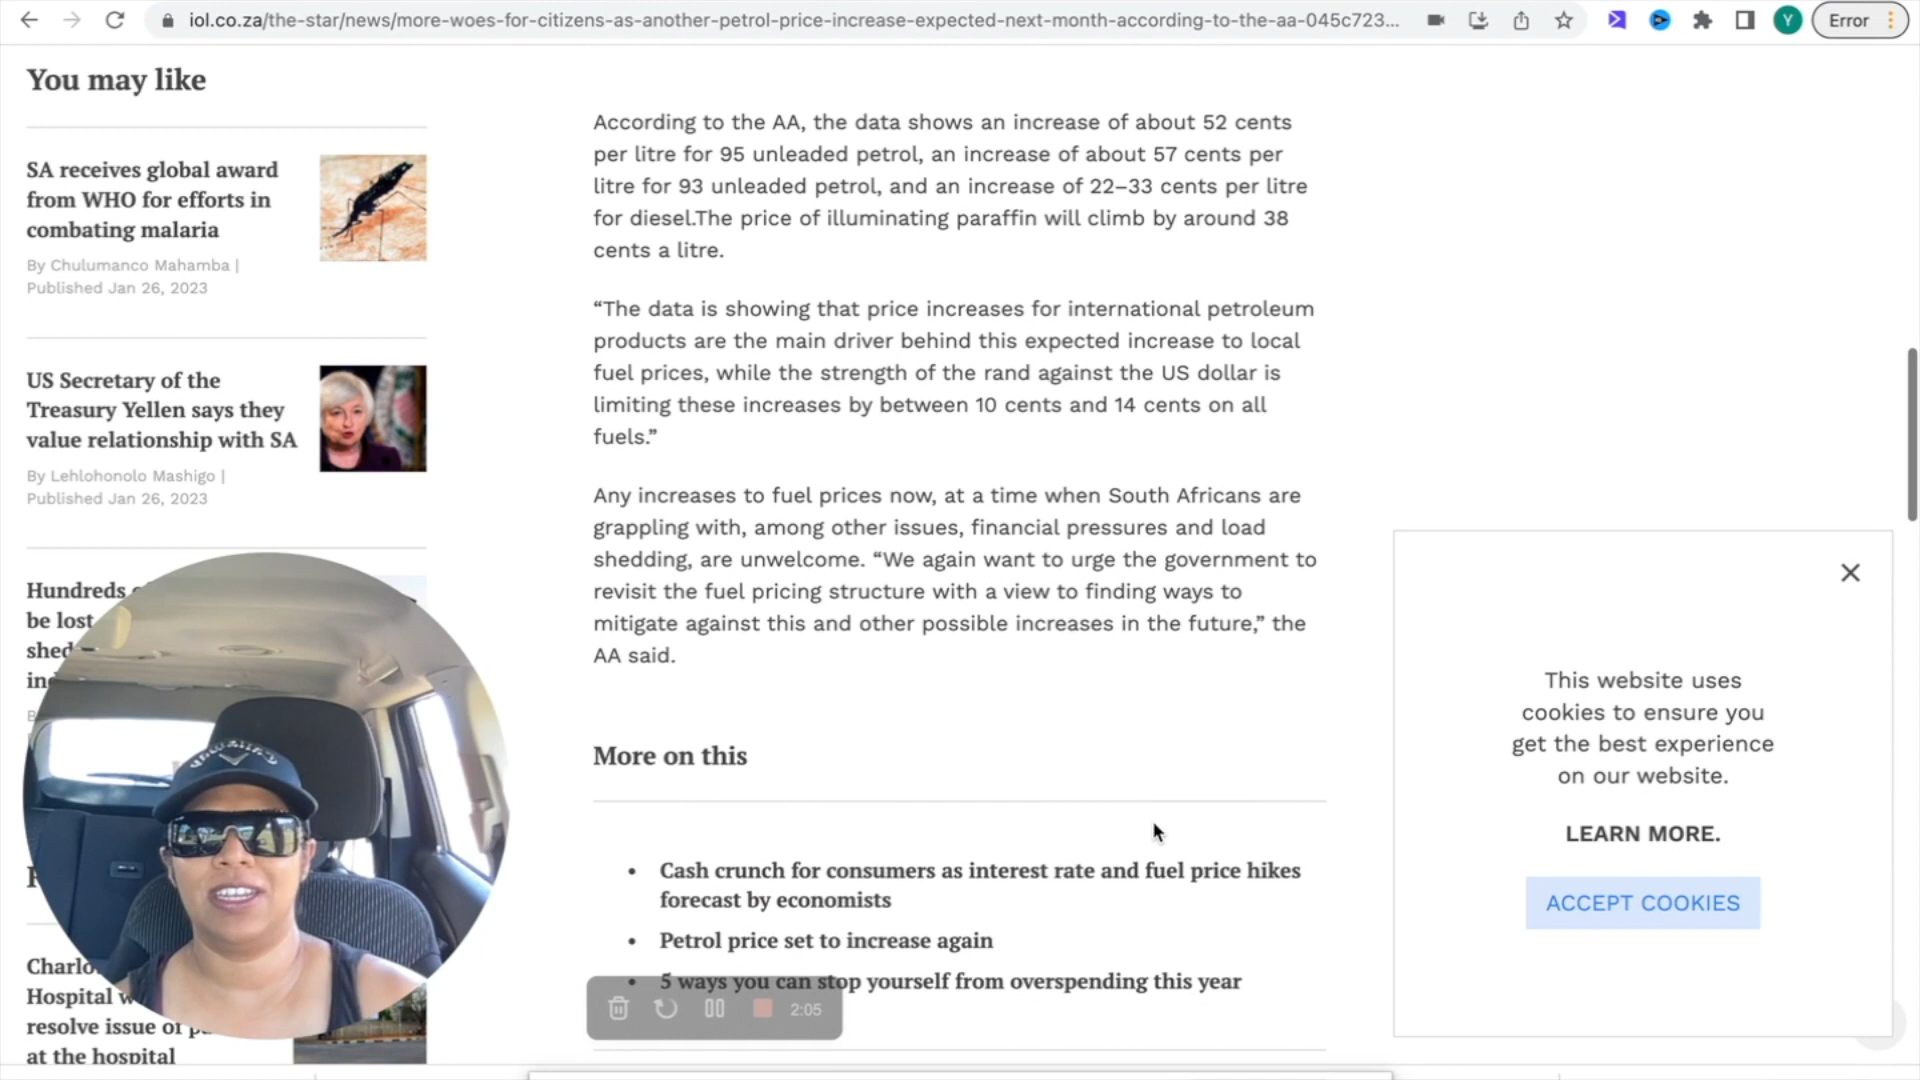 iol.co.za/the-star/news/more-woes-for-citizens-as-another-petrol-price-increase-expected-next-month-according-to-the-aa-045c723...
Y
Error
You may like
SA receives global award
from WHO for efforts in
combating malaria
By Chulumanco Mahamba |
Published Jan 26, 2023
US Secretary of the
Treasury Yellen says they
value relationship with SA
By Lehlohonolo Mashigo |
Published Jan 26, 2023
Hundreds
be lost
Hospital
resolve issue of
at the hospital
According to the AA, the data shows an increase of about 52 cents
per litre for 95 unleaded petrol, an increase of about 57 cents per
litre for 93 unleaded petrol, and an increase of 22–33 cents per litre
for diesel.The price of illuminating paraffin will climb by around 38
cents a litre.
“The data is showing that price increases for international petroleum
products are the main driver behind this expected increase to local
fuel prices, while the strength of the rand against the US dollar is
limiting these increases by between 10 cents and 14 cents on all
fuels.”
Any increases to fuel prices now, at a time when South Africans are
grappling with, among other issues, financial pressures and load
shedding, are unwelcome. “We again want to urge the government to
revisit the fuel pricing structure with a view to finding ways to
mitigate against this and other possible increases in the future,” the
AA said.
More on this
• Cash crunch for consumers as interest rate and fuel price hikes
forecast by economists
• Petrol price set to increase again
• 5 ways you can stop yourself from overspending this year
2:05
This website uses
cookies to ensure you
get the best experience
on our website.
LEARN MORE.
ACCEPT COOKIES